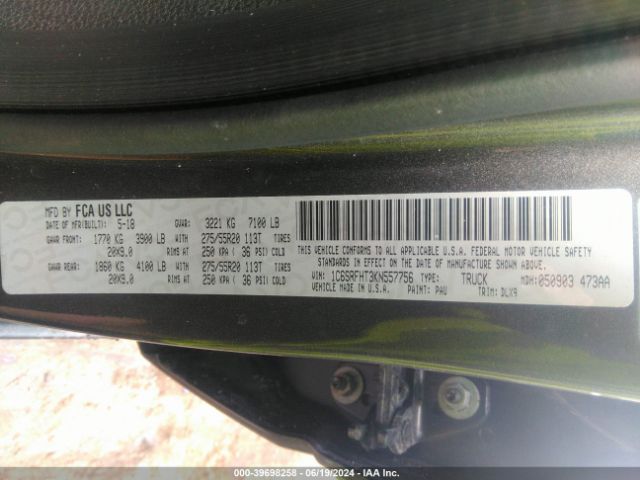 MFD BY FCA US LLC
DATE OF MFR(BUILT): 5-18 GVWR: 3221 KG 7100 LB
GAWR FRONT: 1770 KG 3900 LB WITH 275/55R20 113T TIRES
20X9.0 RIMS AT 250 KPA ( 36 PSI) COLD
GAWR REAR: 1860 KG 4100 LB WITH 275/55R20 113T TIRES
20X9.0 RIMS AT 250 KPA ( 36 PSI) COLD
THIS VEHICLE CONFORMS TO ALL APPLICABLE U.S.A. FEDERAL MOTOR VEHICLE SAFETY
STANDARDS IN EFFECT ON THE DATE OF MANUFACTURE SHOWN ABOVE.
VIN: 1C6SRFHT3KN557756 TYPE: TRUCK MDH:050903 473AA
VEHICLE MADE IN U.S.A. PAINT: PAU TRIM: DLX9
000-39698258 - 06/19/2024 - IAA Inc.